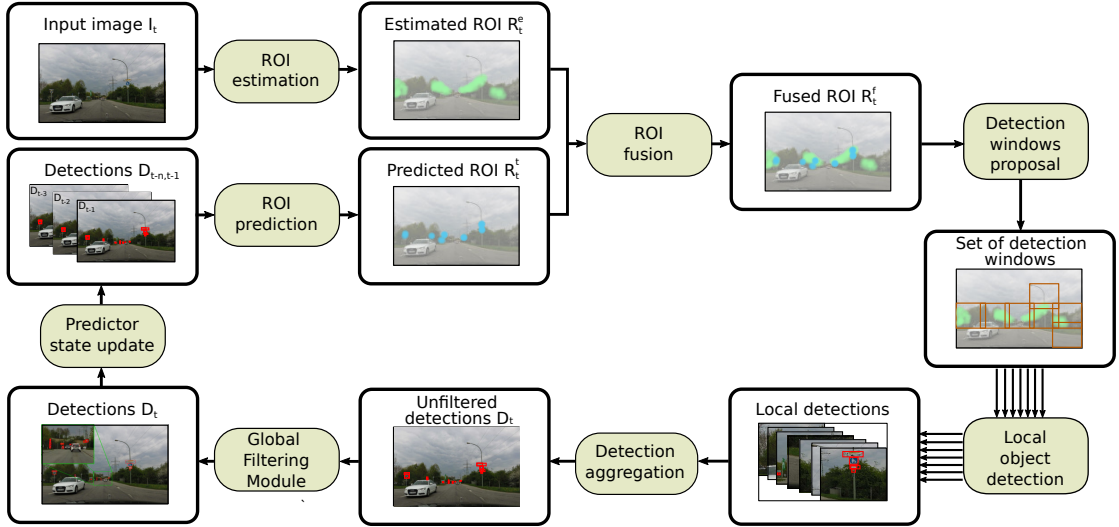 Input image I_t
ROI
estimation
Estimated ROI R_t^e
ROI
fusion
Fused ROI R_t^f
Detection
windows
proposal
Detections D_t-n,t-1
D_t-3
D_t-2
D_t-1
ROI
prediction
Predicted ROI R_t^t
Set of detection
windows
Predictor
state update
Detections D_t
Global
Filtering
Module
`
Unfiltered
detections D_t
Detection
aggregation
Local detections
Local
object
detection